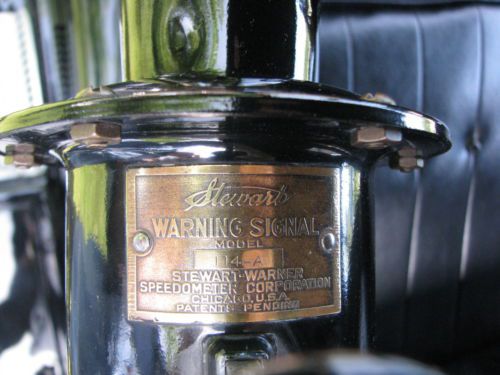 Stewart
WARNING SIGNAL
MODEL
114-A
STEWART-WARNER
SPEEDOMETER CORPORATION
CHICAGO, U.S.A.
PATENTS PENDING